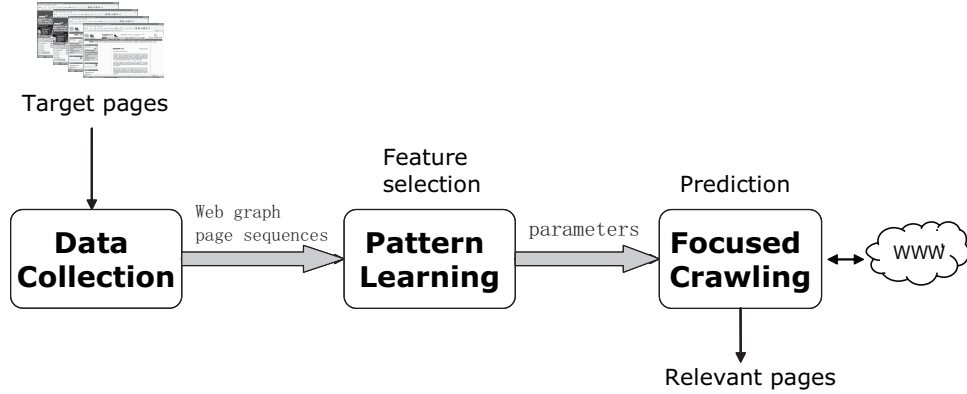 Target pages
Feature
selection
Prediction
Data
Collection
Web graph
page sequences
Pattern
Learning
parameters
Focused
Crawling
WWW
Relevant pages